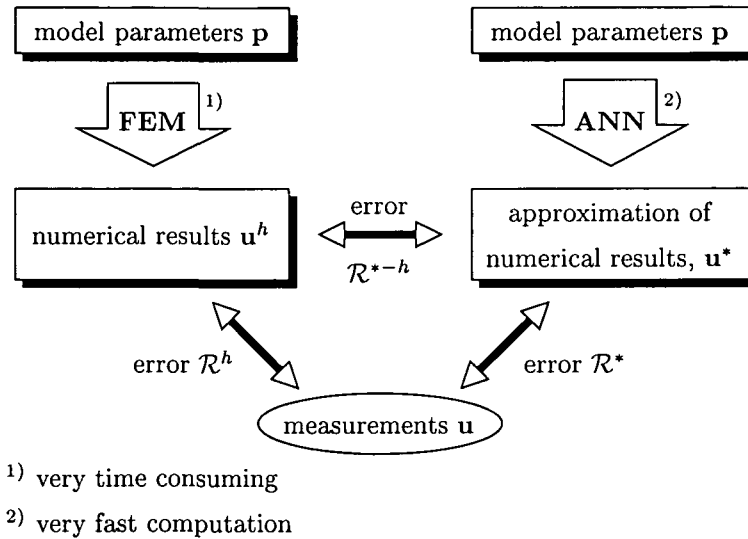 model parameters p
model parameters p
FEM 1)
ANN 2)
numerical results u^h
error
R^{*-h}
approximation of
numerical results, u*
error R^h
error R*
measurements u
1) very time consuming
2) very fast computation